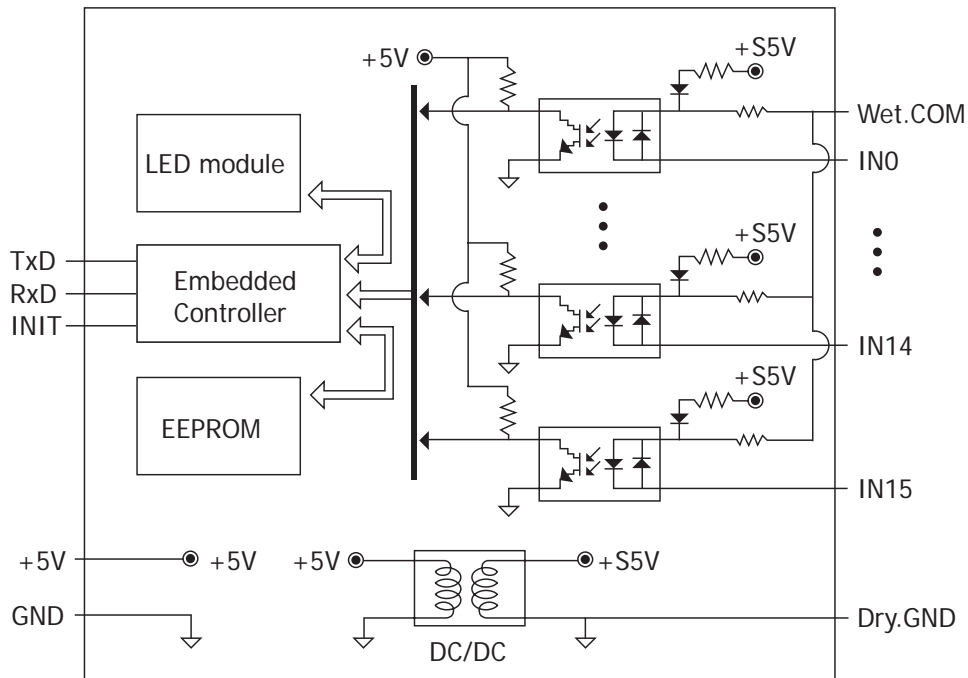 +5V
+S5V
Wet.COM
IN0
LED module
+S5V
TxD
RxD
INIT
Embedded
Controller
IN14
+S5V
EEPROM
IN15
+5V
+5V
+5V
+S5V
GND
Dry.GND
DC/DC